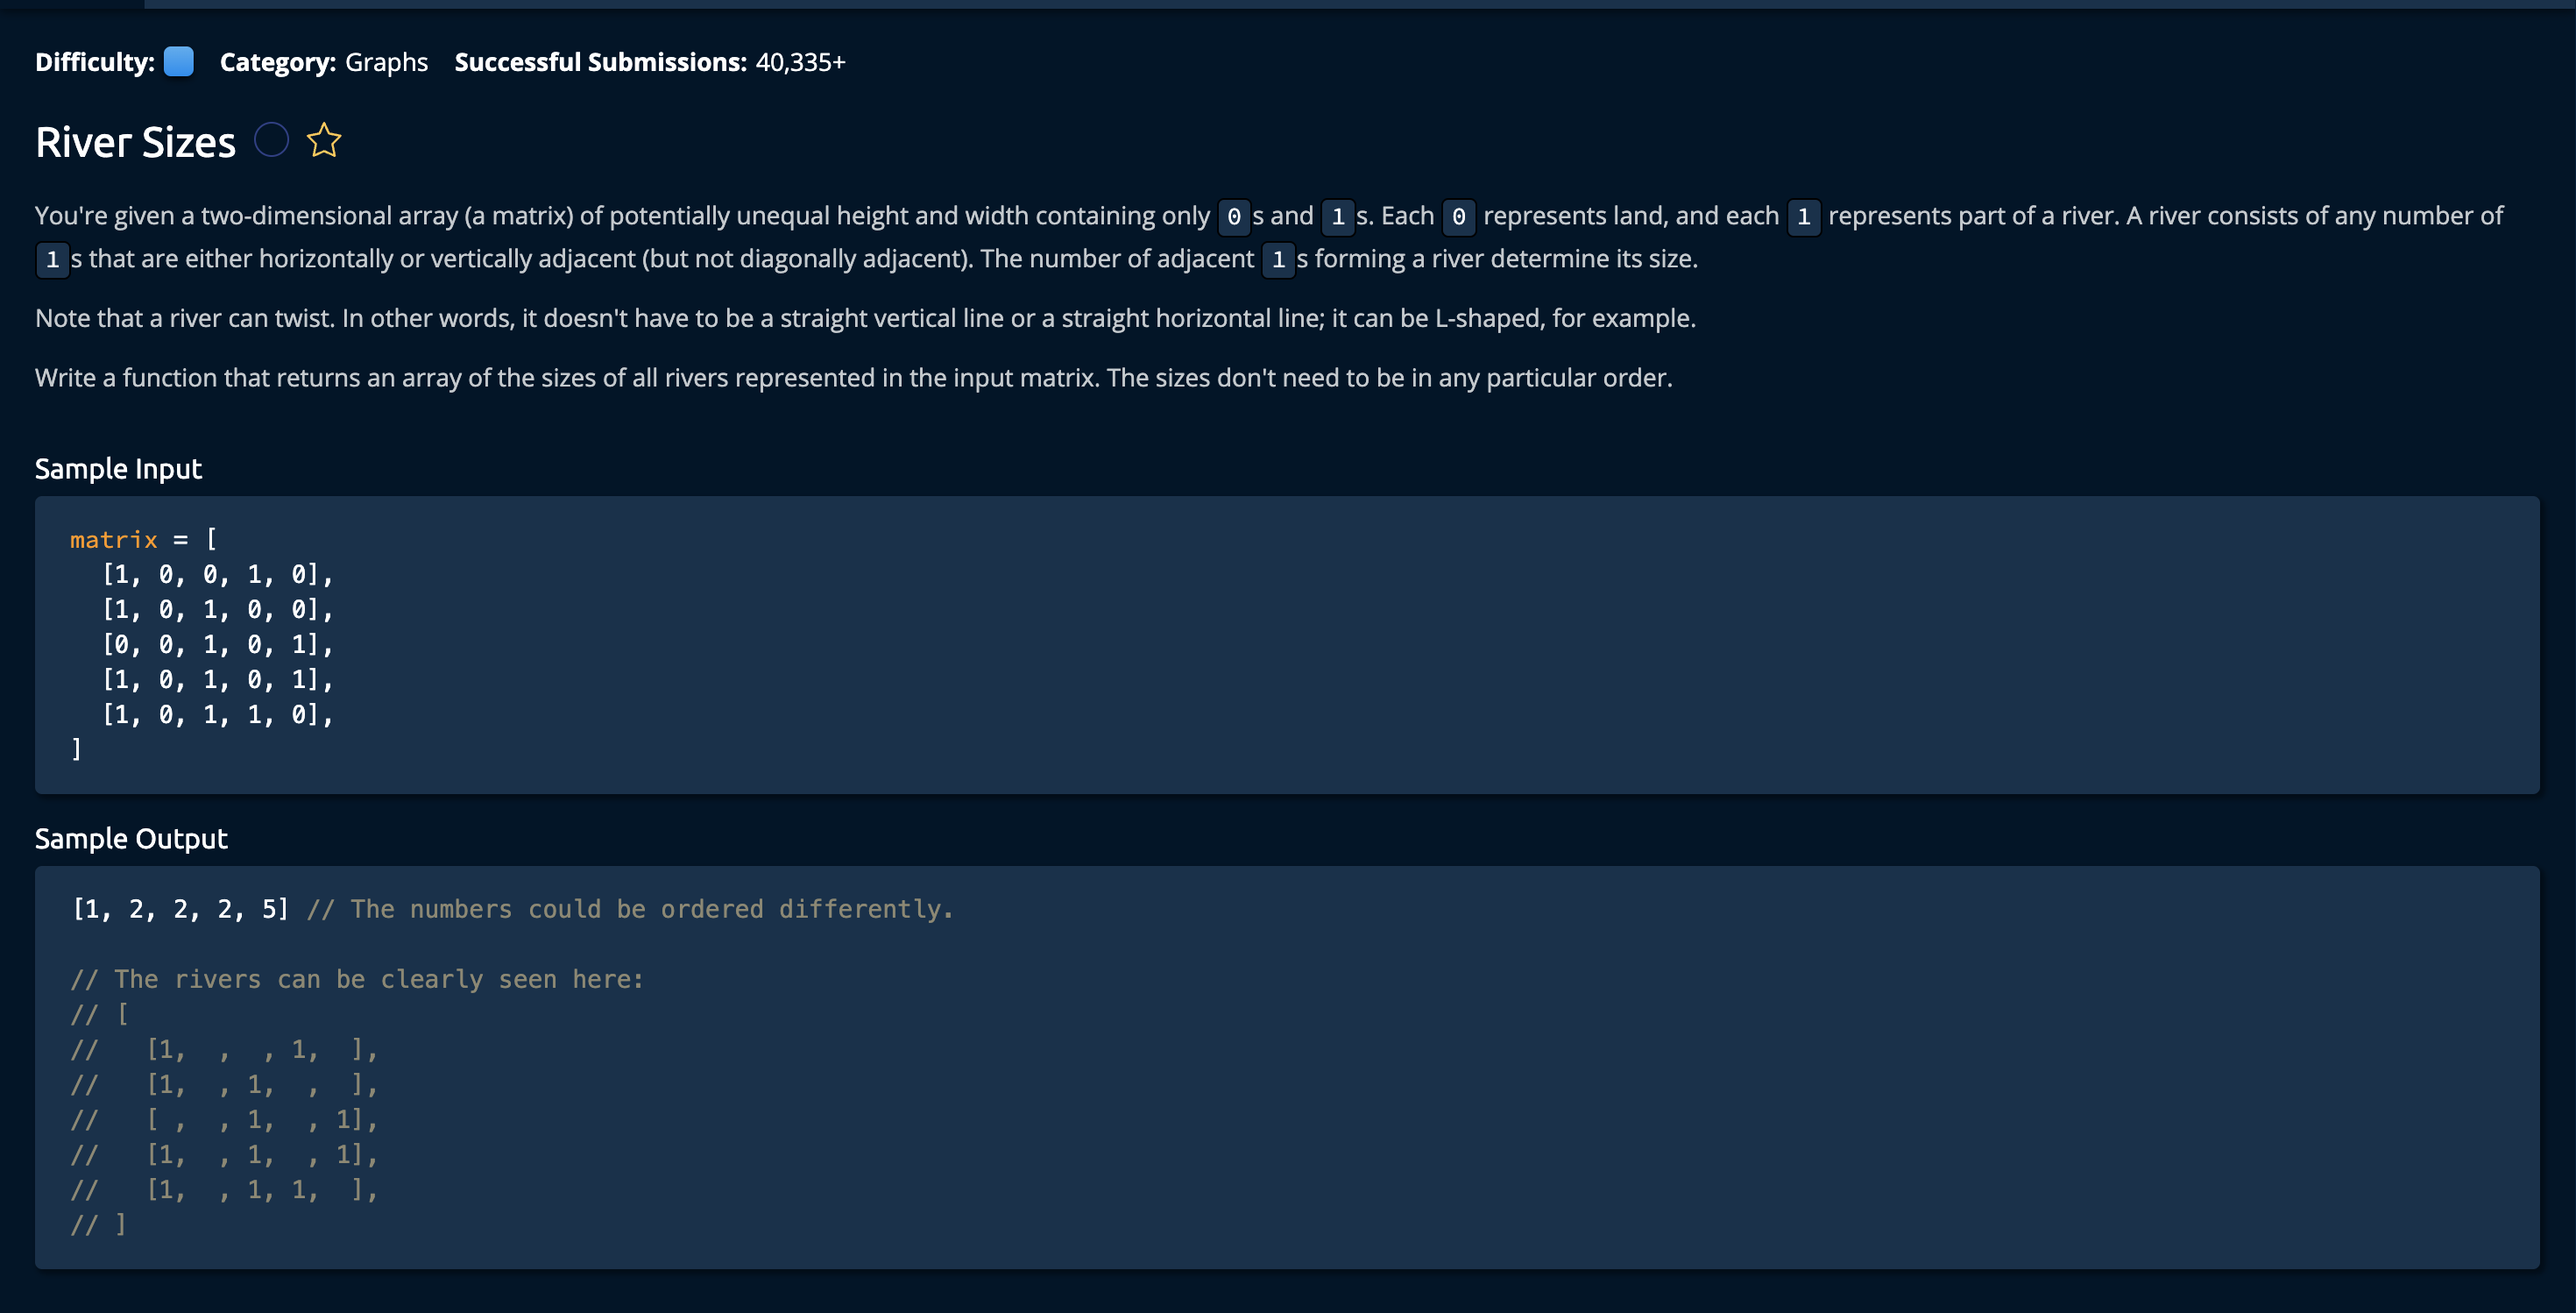 Difficulty: Category: Graphs Successful Submissions: 40,335+
River Sizes
You're given a two-dimensional array (a matrix) of potentially unequal height and width containing only 0s and 1s. Each 0 represents land, and each 1 represents part of a river. A river consists of any number of
1s that are either horizontally or vertically adjacent (but not diagonally adjacent). The number of adjacent 1s forming a river determine its size.
Note that a river can twist. In other words, it doesn't have to be a straight vertical line or a straight horizontal line; it can be L-shaped, for example.
Write a function that returns an array of the sizes of all rivers represented in the input matrix. The sizes don't need to be in any particular order.
Sample Input
matrix = [
  [1, 0, 0, 1, 0],
  [1, 0, 1, 0, 0],
  [0, 0, 1, 0, 1],
  [1, 0, 1, 0, 1],
  [1, 0, 1, 1, 0],
]
Sample Output
[1, 2, 2, 2, 5] // The numbers could be ordered differently.
// The rivers can be clearly seen here:
// [
//   [1,  ,  , 1,  ],
//   [1,  , 1,  ,  ],
//   [ ,  , 1,  , 1],
//   [1,  , 1,  , 1],
//   [1,  , 1, 1,  ],
// ]